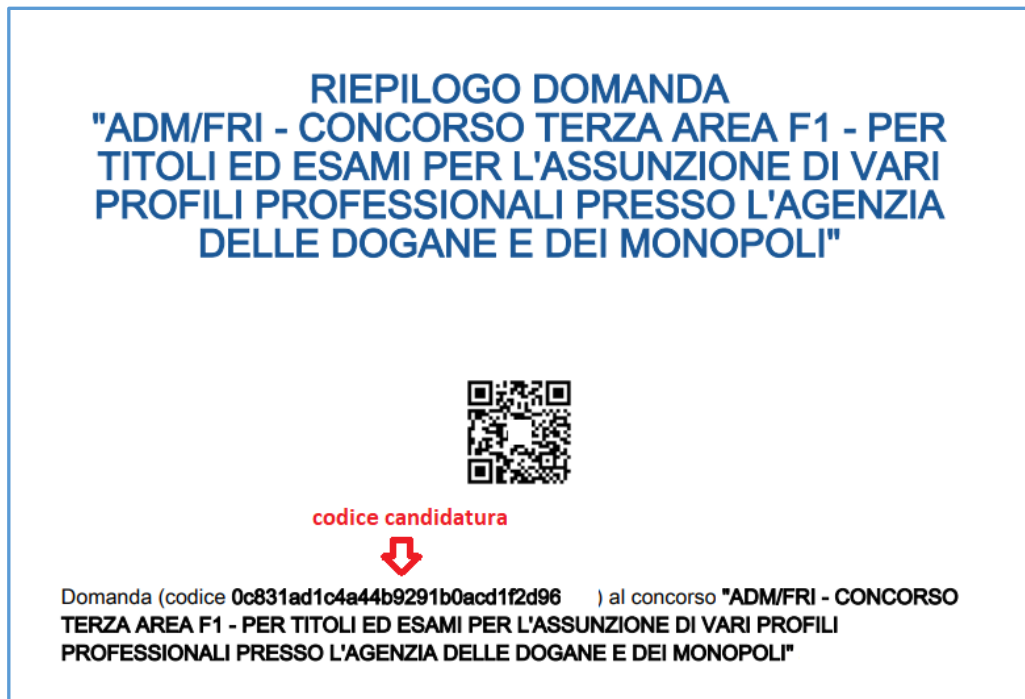 RIEPILOGO DOMANDA
"ADM/FRI - CONCORSO TERZA AREA F1 - PER
TITOLI ED ESAMI PER L'ASSUNZIONE DI VARI
PROFILI PROFESSIONALI PRESSO L'AGENZIA
DELLE DOGANE E DEI MONOPOLI"
codice candidatura
Domanda (codice 0c831ad1c4a44b9291b0acd1f2d96 ) al concorso "ADM/FRI - CONCORSO
TERZA AREA F1 - PER TITOLI ED ESAMI PER L'ASSUNZIONE DI VARI PROFILI
PROFESSIONALI PRESSO L'AGENZIA DELLE DOGANE E DEI MONOPOLI"